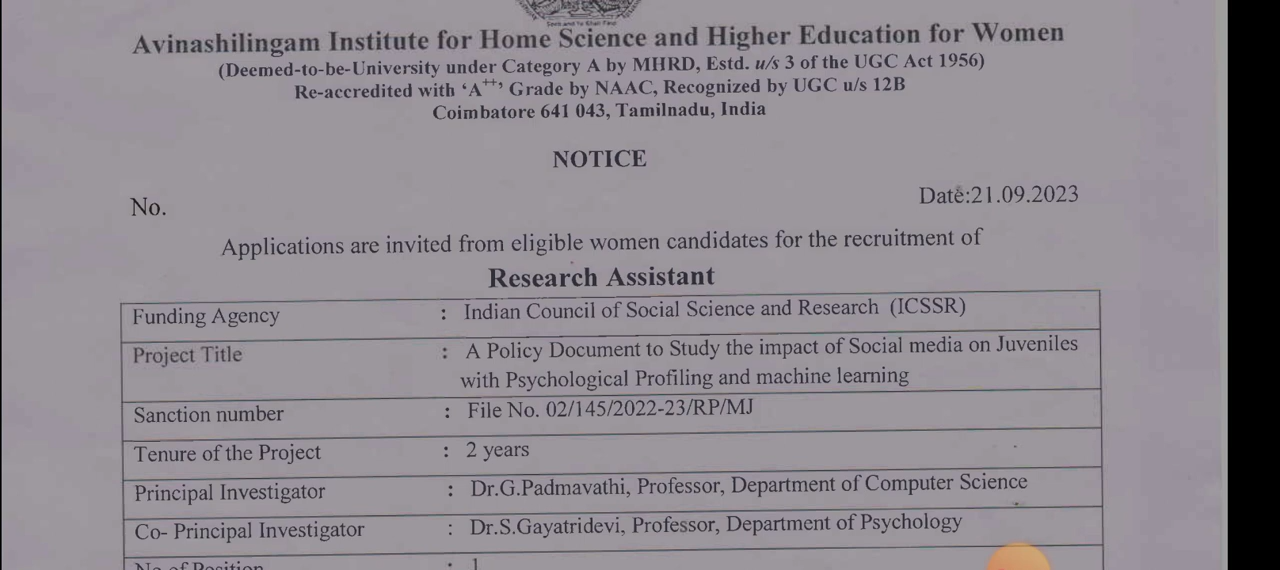 Avinashilingam Institute for Home Science and Higher Education for Women
(Deemed-to-be-University under Category A by MHRD, Estd. u/s 3 of the UGC Act 1956)
Re-accredited with ‘A++’ Grade by NAAC, Recognized by UGC u/s 12B
Coimbatore 641 043, Tamilnadu, India
NOTICE
No.
Date:21.09.2023
Applications are invited from eligible women candidates for the recruitment of
Research Assistant
Funding Agency : Indian Council of Social Science and Research (ICSSR)
Project Title : A Policy Document to Study the impact of Social media on Juveniles
with Psychological Profiling and machine learning
Sanction number : File No. 02/145/2022-23/RP/MJ
Tenure of the Project : 2 years
Principal Investigator : Dr.G.Padmavathi, Professor, Department of Computer Science
Co- Principal Investigator : Dr.S.Gayatridevi, Professor, Department of Psychology
No of Position : 1